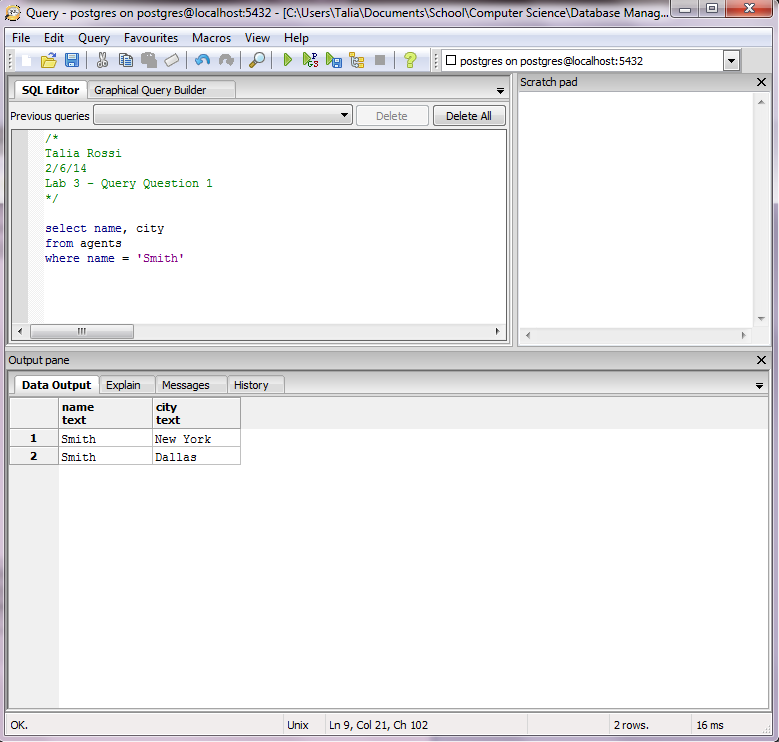 Query - postgres on postgres@localhost:5432 - [C:\Users\Talia\Documents\School\Computer Science\Database Manag...
File Edit Query Favourites Macros View Help
postgres on postgres@localhost:5432
SQL Editor Graphical Query Builder
Scratch pad
Previous queries Delete Delete All
/*
Talia Rossi
2/6/14
Lab 3 - Query Question 1
*/
select name, city
from agents
where name = 'Smith'
Output pane
Data Output Explain Messages History
name city
text text
1 Smith New York
2 Smith Dallas
OK. Unix Ln 9, Col 21, Ch 102 2 rows. 16 ms